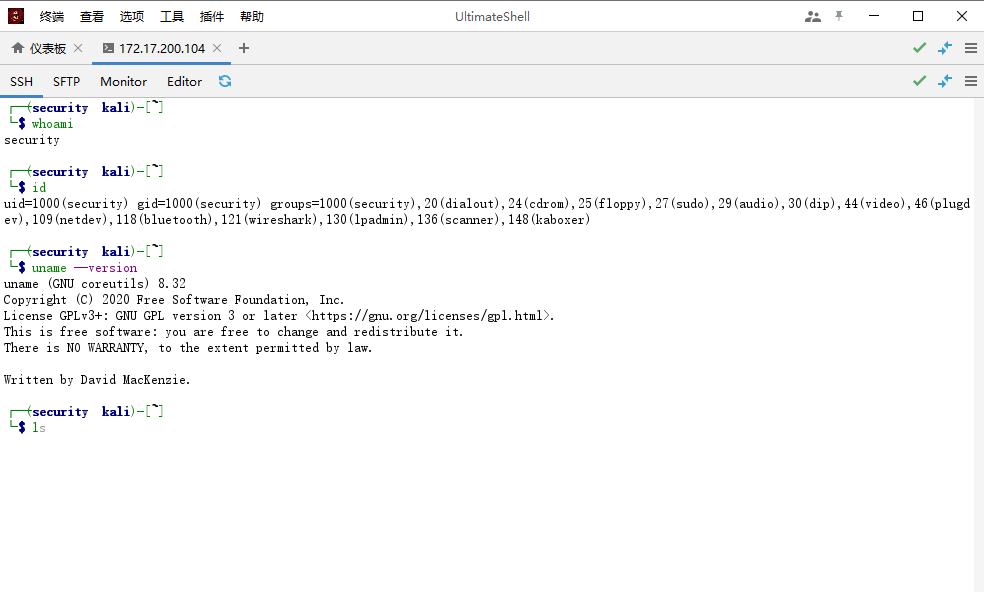 终端 查看 选项 工具 插件 帮助 UltimateShell
仪表板 172.17.200.104
SSH SFTP Monitor Editor
┌──(security  kali)-[~]
└─$ whoami
security
┌──(security  kali)-[~]
└─$ id
uid=1000(security) gid=1000(security) groups=1000(security),20(dialout),24(cdrom),25(floppy),27(sudo),29(audio),30(dip),44(video),46(plugd
ev),109(netdev),118(bluetooth),121(wireshark),130(lpadmin),136(scanner),148(kaboxer)
┌──(security  kali)-[~]
└─$ uname --version
uname (GNU coreutils) 8.32
Copyright (C) 2020 Free Software Foundation, Inc.
License GPLv3+: GNU GPL version 3 or later <https://gnu.org/licenses/gpl.html>.
This is free software: you are free to change and redistribute it.
There is NO WARRANTY, to the extent permitted by law.
Written by David MacKenzie.
┌──(security  kali)-[~]
└─$ ls